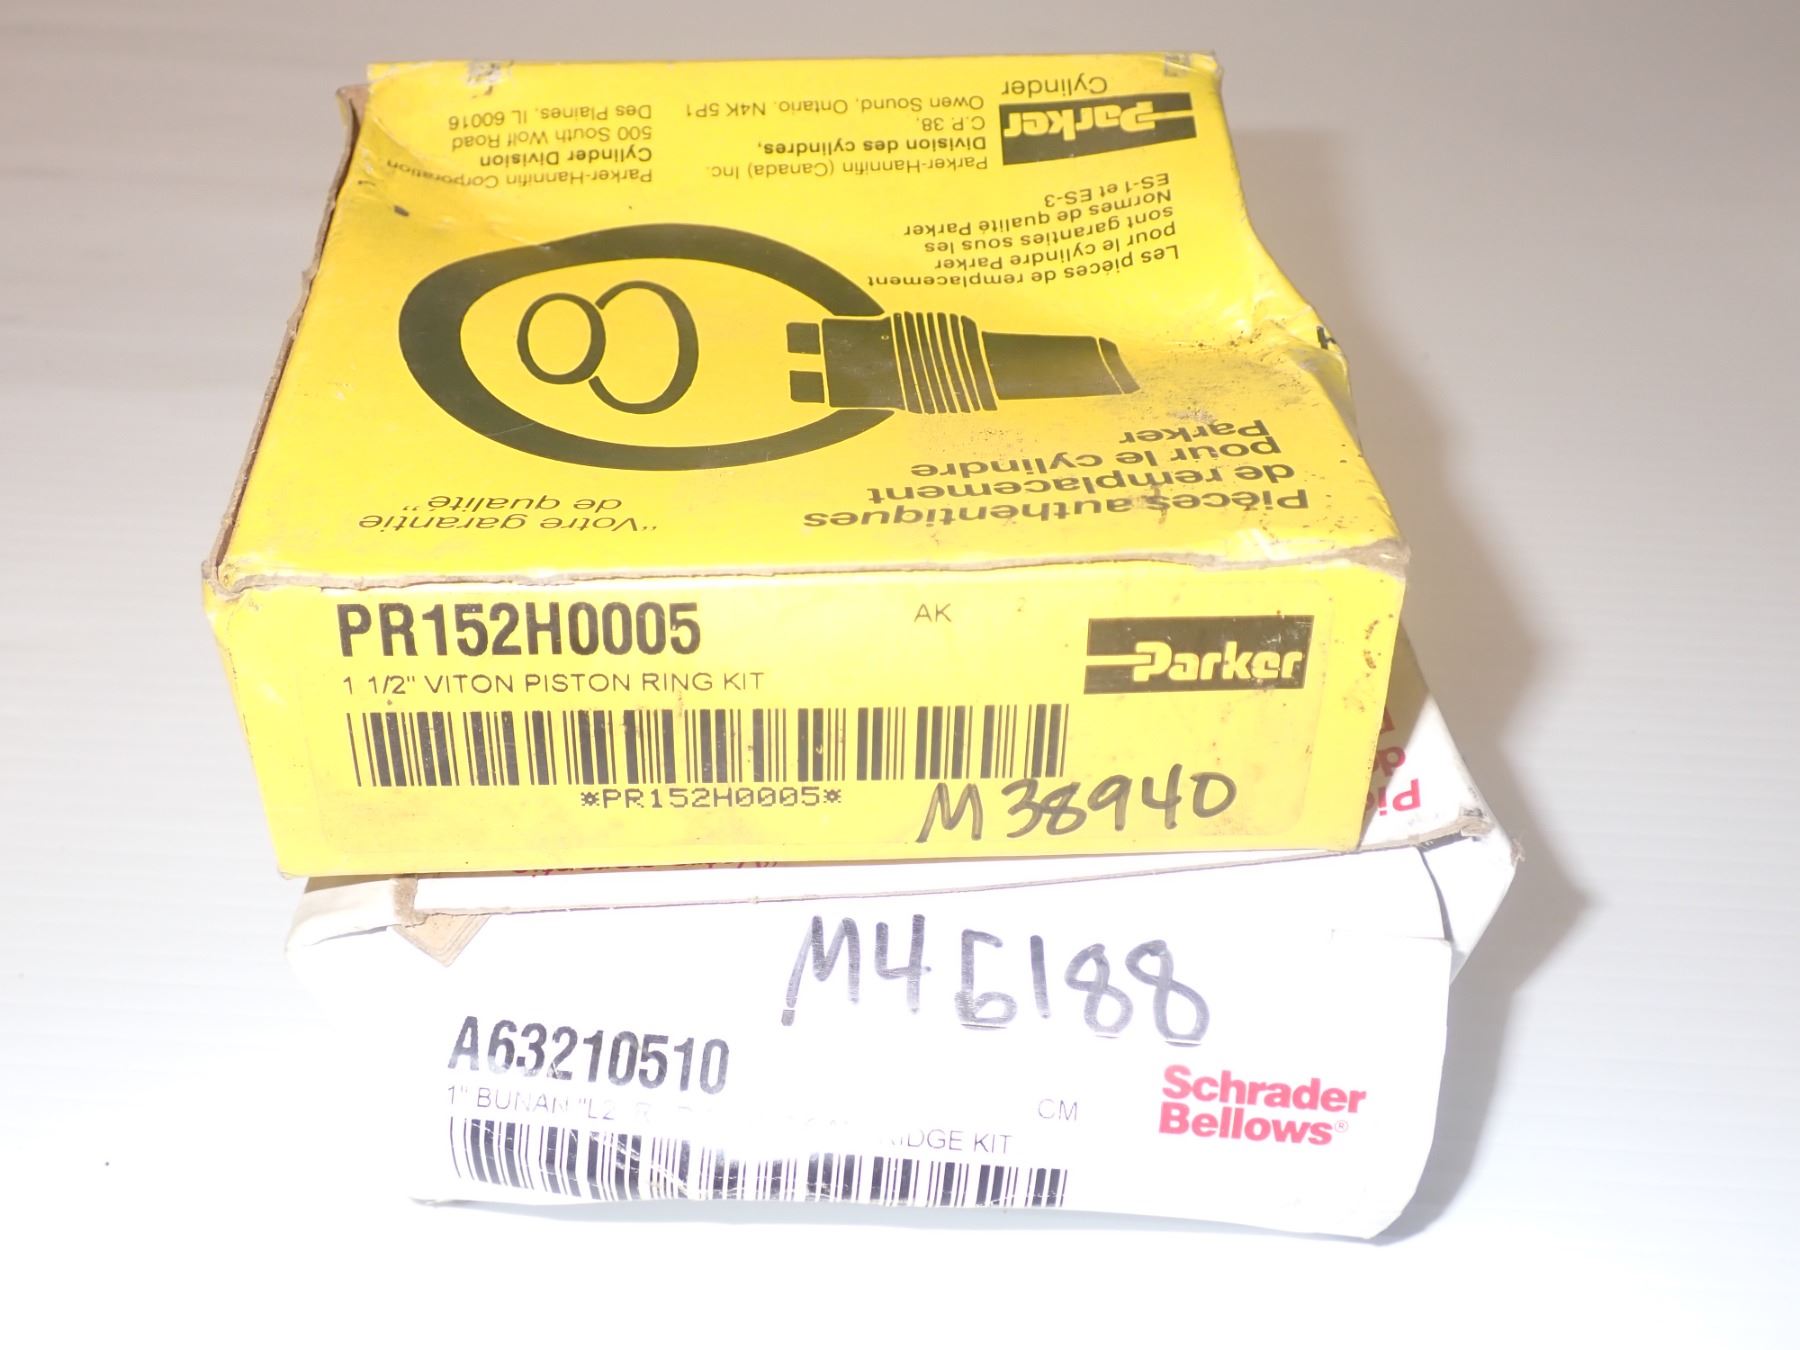 Parker
Cylinder
Parker-Hannifin (Canada) Inc.
Division des cylindres,
C.P. 38,
Owen Sound, Ontario, N4K 5P1
Parker-Hannifin Corporation
Cylinder Division
500 South Wolf Road
Des Plaines, IL 60016
Les pièces de remplacement
pour le cylindre Parker
sont garanties sous les
Normes de qualité Parker
ES-1 et ES-3
Pièces authentiques
de remplacement
pour le cylindre
Parker
"Votre garantie
de qualité"
PR152H0005
AK
1 1/2" VITON PISTON RING KIT
Parker
*PR152H0005*
M38940
M46188
A63210510
1" BUNAN "L2
KIT
CM
Schrader
Bellows®